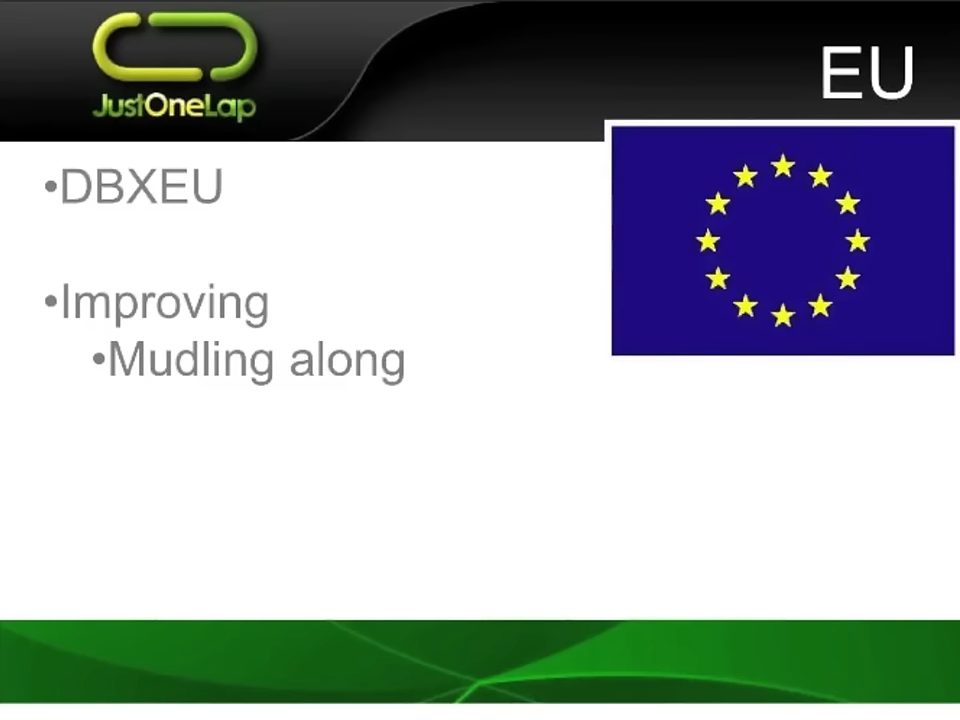 JustOneLap
EU
•DBXEU
•Improving
•Mudling along